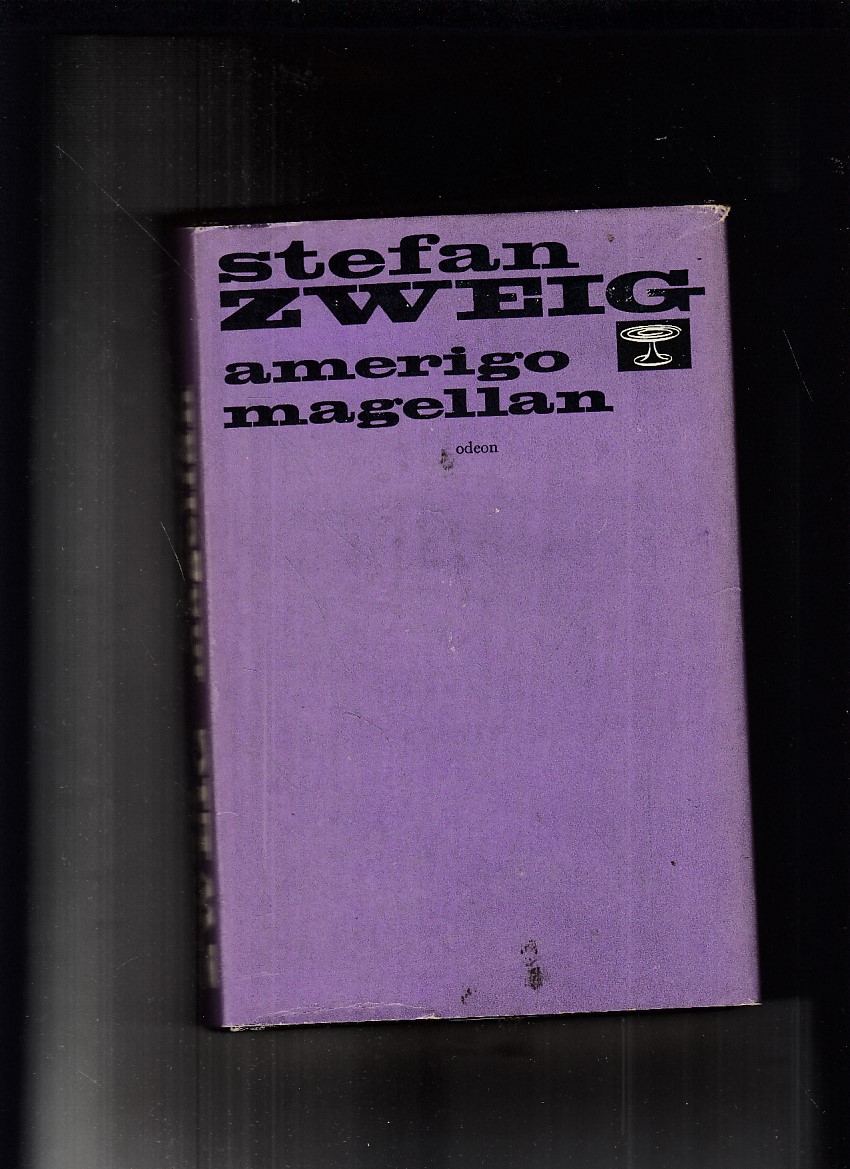 stefan
ZWEIG
amerigo
magellan
odeon